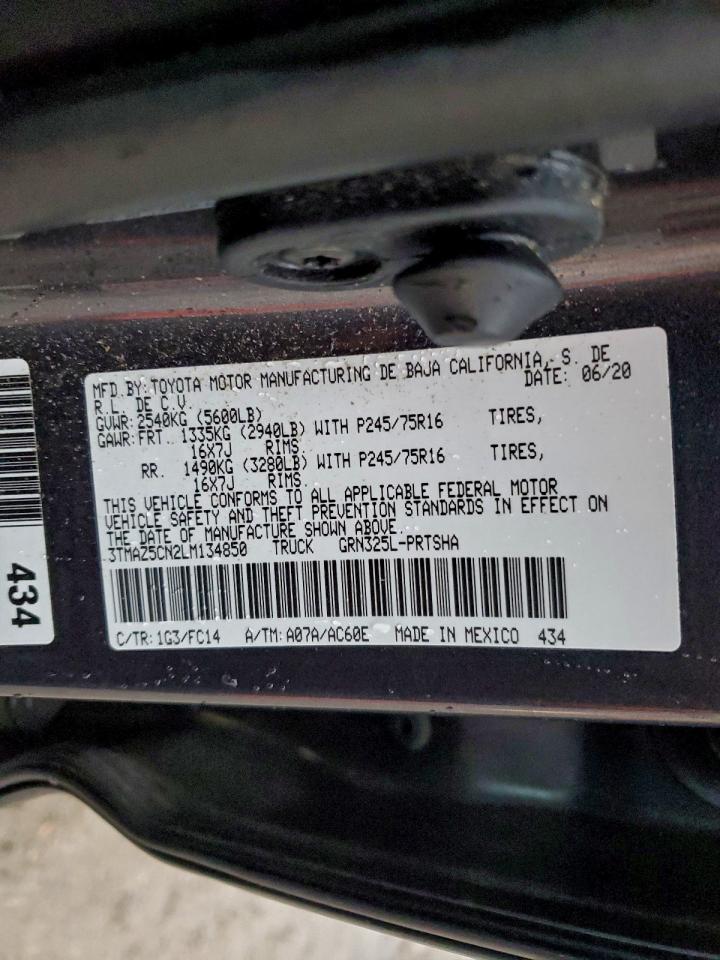 MFD.BY:TOYOTA MOTOR MANUFACTURING DE BAJA CALIFORNIA, S. DE
R.L. DE C.V. DATE: 06/20
GVWR: 2540KG (5600LB)
GAWR: FRT. 1335KG (2940LB) WITH P245/75R16 TIRES,
16X7J RIMS.
RR. 1490KG (3280LB) WITH P245/75R16 TIRES,
16X7J RIMS.
THIS VEHICLE CONFORMS TO ALL APPLICABLE FEDERAL MOTOR
VEHICLE SAFETY AND THEFT PREVENTION STANDARDS IN EFFECT ON
THE DATE OF MANUFACTURE SHOWN ABOVE.
3TMAZ5CN2LM134850 TRUCK GRN325L-PRTSHA
C/TR:1G3/FC14 A/TM:A07A/AC60E MADE IN MEXICO 434
434